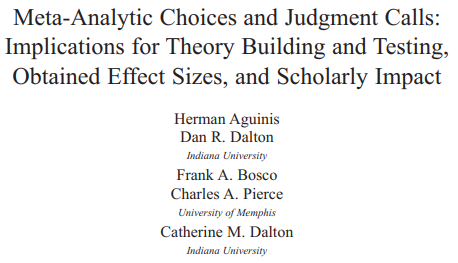 Meta-Analytic Choices and Judgment Calls:
Implications for Theory Building and Testing,
Obtained Effect Sizes, and Scholarly Impact
Herman Aguinis
Dan R. Dalton
Indiana University
Frank A. Bosco
Charles A. Pierce
University of Memphis
Catherine M. Dalton
Indiana University